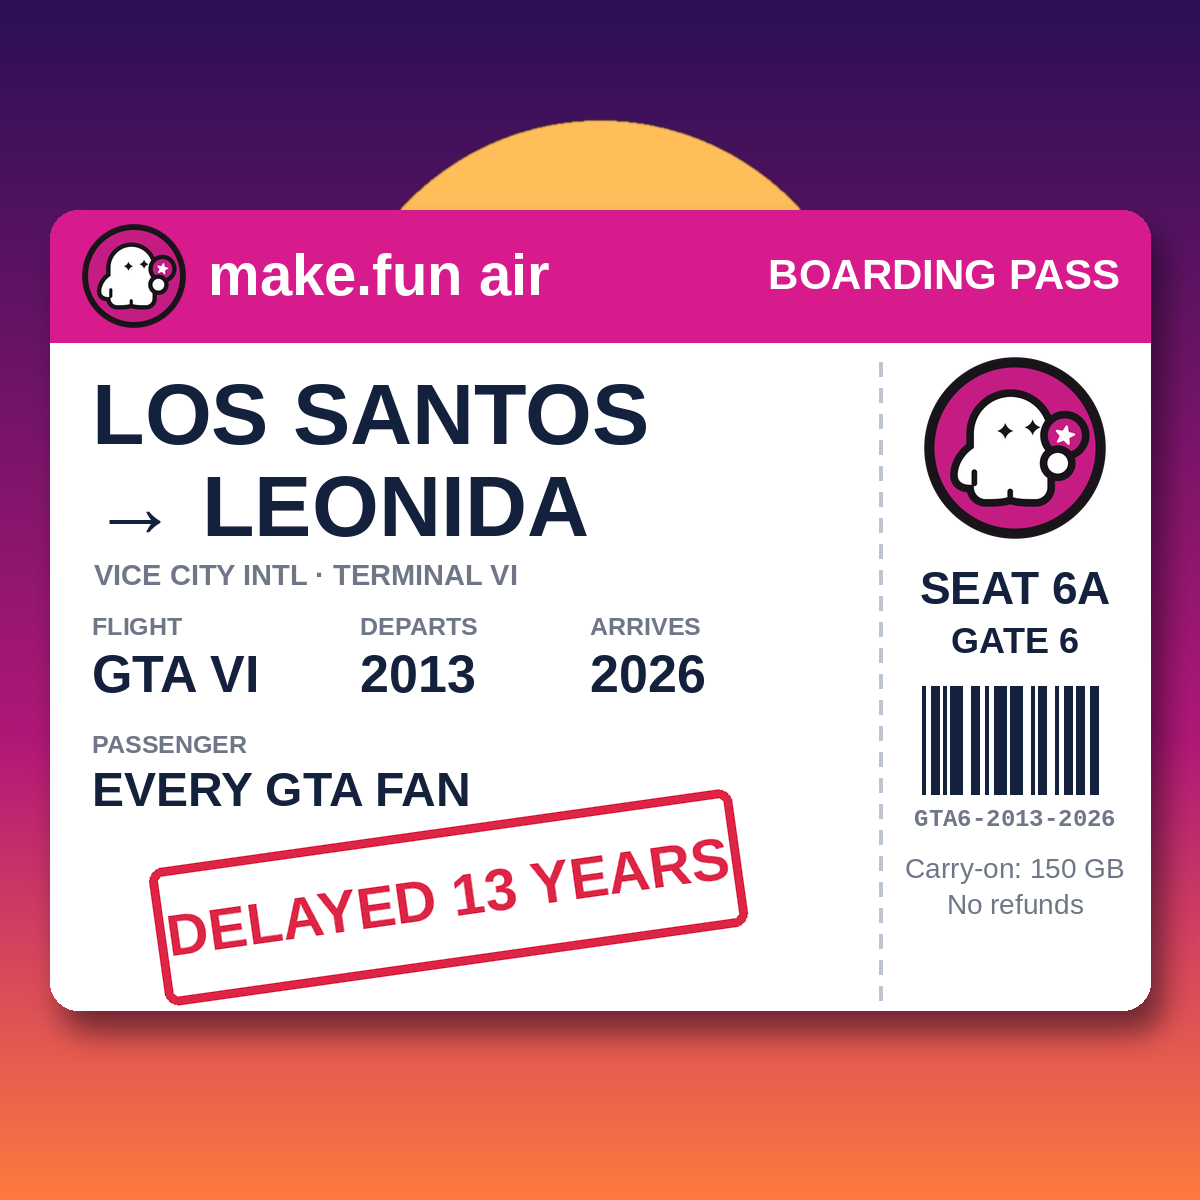 make.fun air
BOARDING PASS
LOS SANTOS
→ LEONIDA
VICE CITY INTL · TERMINAL VI
FLIGHT DEPARTS ARRIVES
GTA VI 2013 2026
PASSENGER
EVERY GTA FAN
DELAYED 13 YEARS
SEAT 6A
GATE 6
GTA6-2013-2026
Carry-on: 150 GB
No refunds